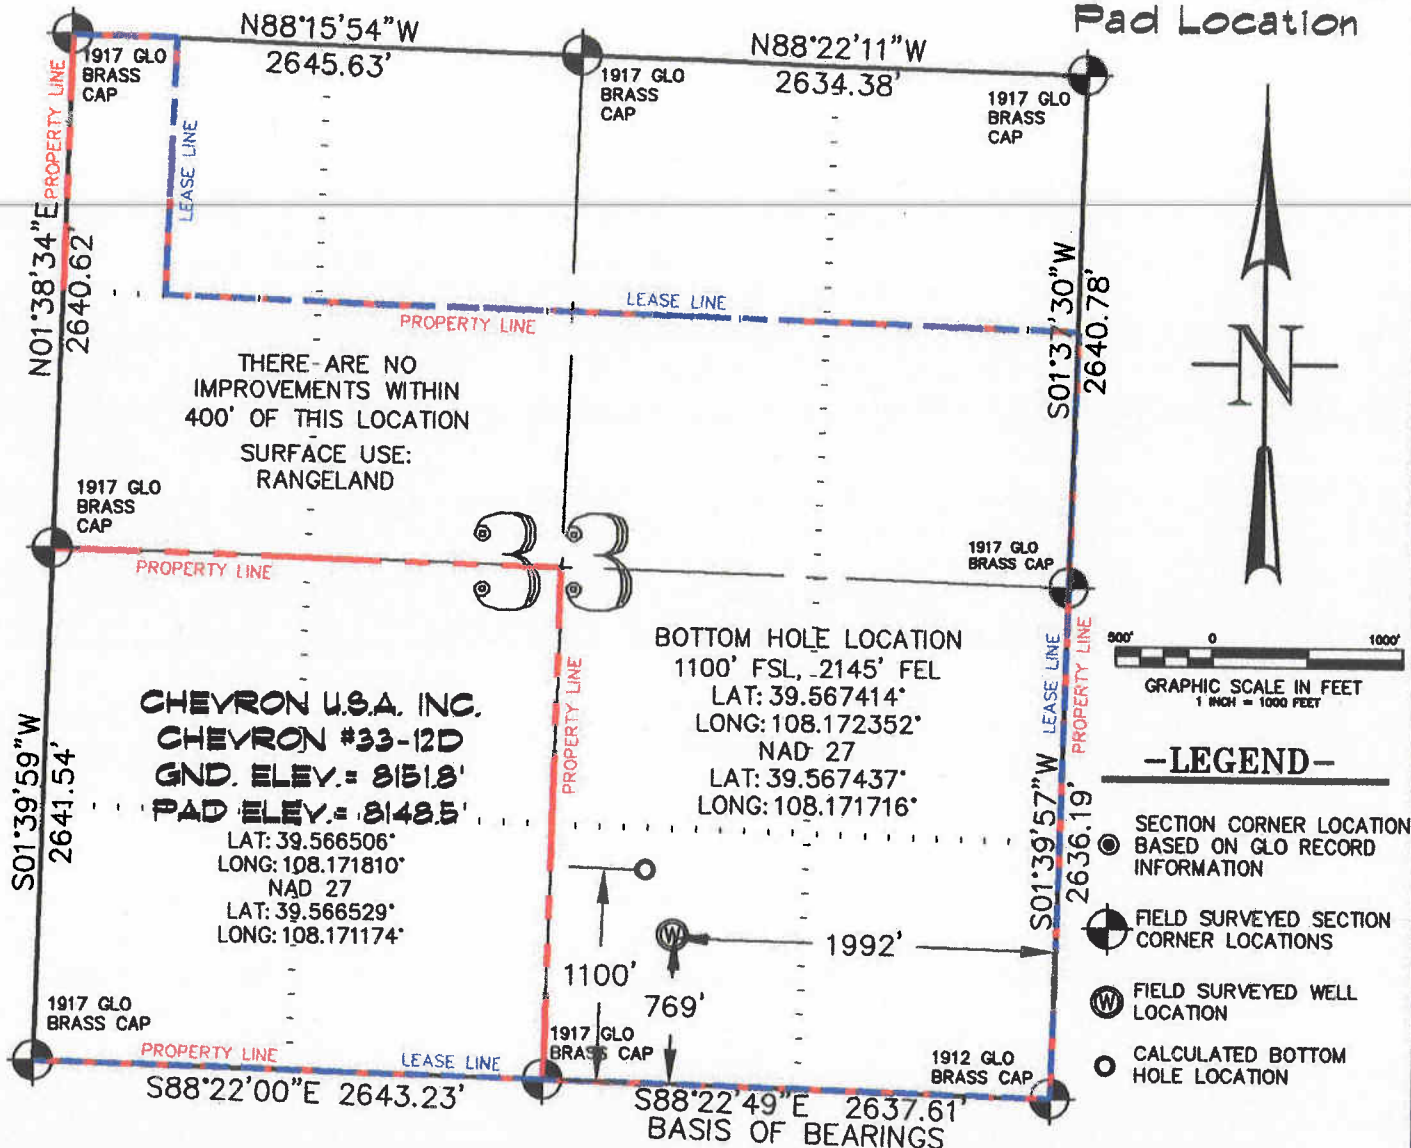 Pad Location
N88°15'54"W
2645.63'
N88°22'11"W
2634.38'
1917 GLO
BRASS
CAP
1917 GLO
BRASS
CAP
1917 GLO
BRASS
CAP
PROPERTY LINE
LEASE LINE
N01°38'34"E
2640.62'
LEASE LINE
PROPERTY LINE
S01°37'30"W
2640.78'
N
THERE ARE NO
IMPROVEMENTS WITHIN
400' OF THIS LOCATION
SURFACE USE:
RANGELAND
1917 GLO
BRASS
CAP
33
1917 GLO
BRASS CAP
PROPERTY LINE
PROPERTY LINE
LEASE LINE
PROPERTY LINE
500' 0 1000'
GRAPHIC SCALE IN FEET
1 INCH = 1000 FEET
BOTTOM HOLE LOCATION
1100' FSL, 2145' FEL
LAT: 39.567414°
LONG: 108.172352°
NAD 27
LAT: 39.567437°
LONG: 108.171716°
CHEVRON U.S.A. INC.
CHEVRON #33-12D
GND. ELEV.= 8151.8'
PAD ELEV.= 8148.5'
LAT: 39.566506°
LONG: 108.171810°
NAD 27
LAT: 39.566529°
LONG: 108.171174°
S01°39'59"W
2641.54'
S01°39'57"W
2636.19'
-LEGEND-
SECTION CORNER LOCATION
BASED ON GLO RECORD
INFORMATION
FIELD SURVEYED SECTION
CORNER LOCATIONS
W
FIELD SURVEYED WELL
LOCATION
CALCULATED BOTTOM
HOLE LOCATION
W
1992'
1100'
769'
1917 GLO
BRASS CAP
1917 GLO
BRASS CAP
1912 GLO
BRASS CAP
PROPERTY LINE
LEASE LINE
S88°22'00"E 2643.23'
S88°22'49"E 2637.61'
BASIS OF BEARINGS